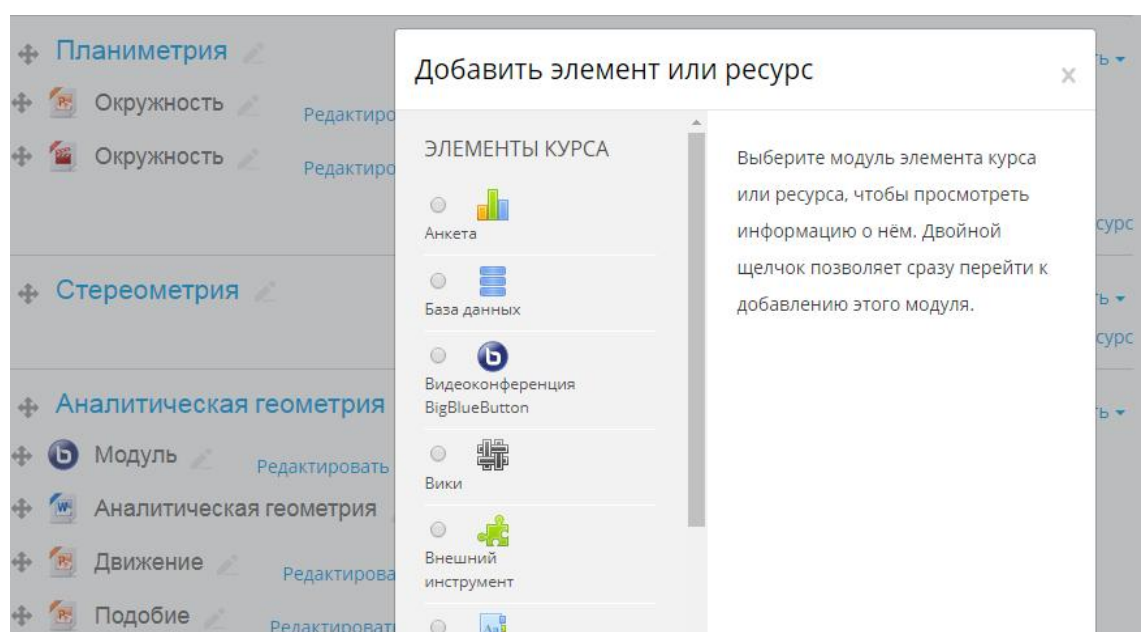 Планиметрия
Окружность
Редактиро
Окружность
Редактиро
сурс
Стереометрия
ть
сурс
Аналитическая геометрия
ть
Модуль
Редактировать
Аналитическая геометрия
Движение
Редактирова
Подобие
Редактироват
Добавить элемент или ресурс
×
ЭЛЕМЕНТЫ КУРСА
Анкета
База данных
Видеоконференция
BigBlueButton
Вики
Внешний
инструмент
Выберите модуль элемента курса
или ресурса, чтобы просмотреть
информацию о нём. Двойной
щелчок позволяет сразу перейти к
добавлению этого модуля.